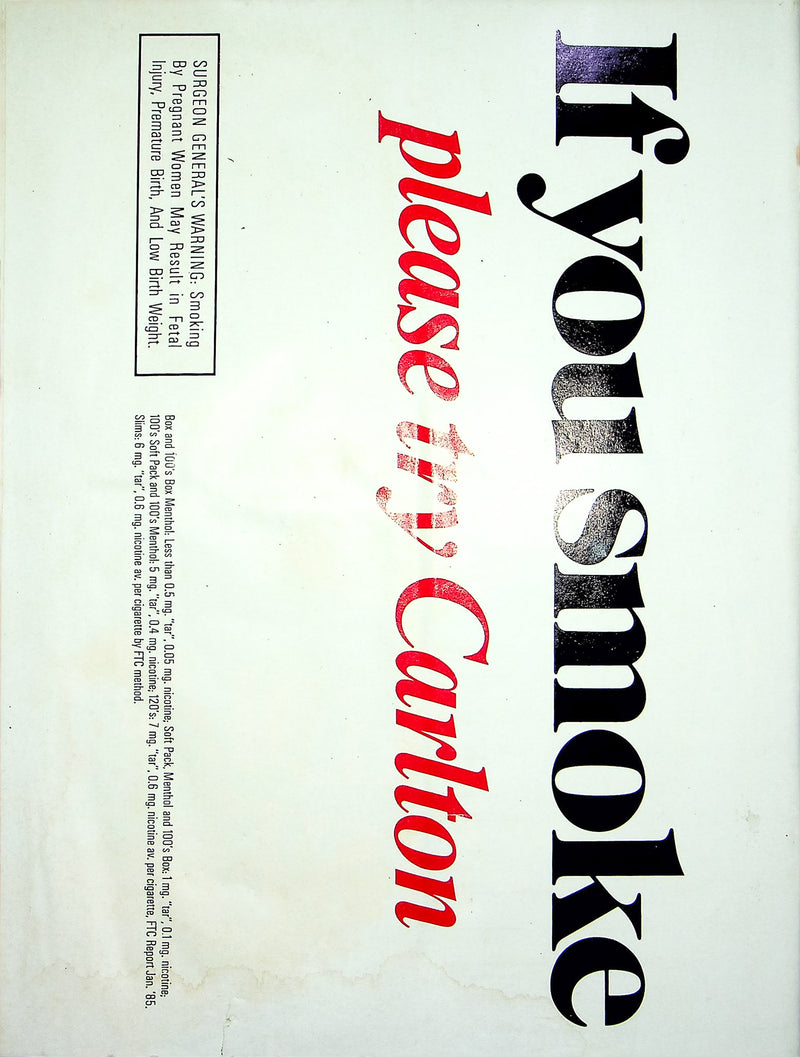 If you smoke
please try Carlton
SURGEON GENERAL'S WARNING: Smoking
By Pregnant Women May Result in Fetal
Injury, Premature Birth, And Low Birth Weight.
Box and 100's Box Menthol: Less than 0.5 mg. "tar", 0.05 mg. nicotine; Soft Pack, Menthol and 100's Box: 1 mg. "tar", 0.1 mg. nicotine;
100's Soft Pack and 100's Menthol: 5 mg. "tar", 0.4 mg. nicotine; 120's: 7 mg. "tar", 0.6 mg. nicotine av. per cigarette, FTC Report Jan. '85.
Slims: 6 mg. "tar", 0.6 mg. nicotine av. per cigarette by FTC method.